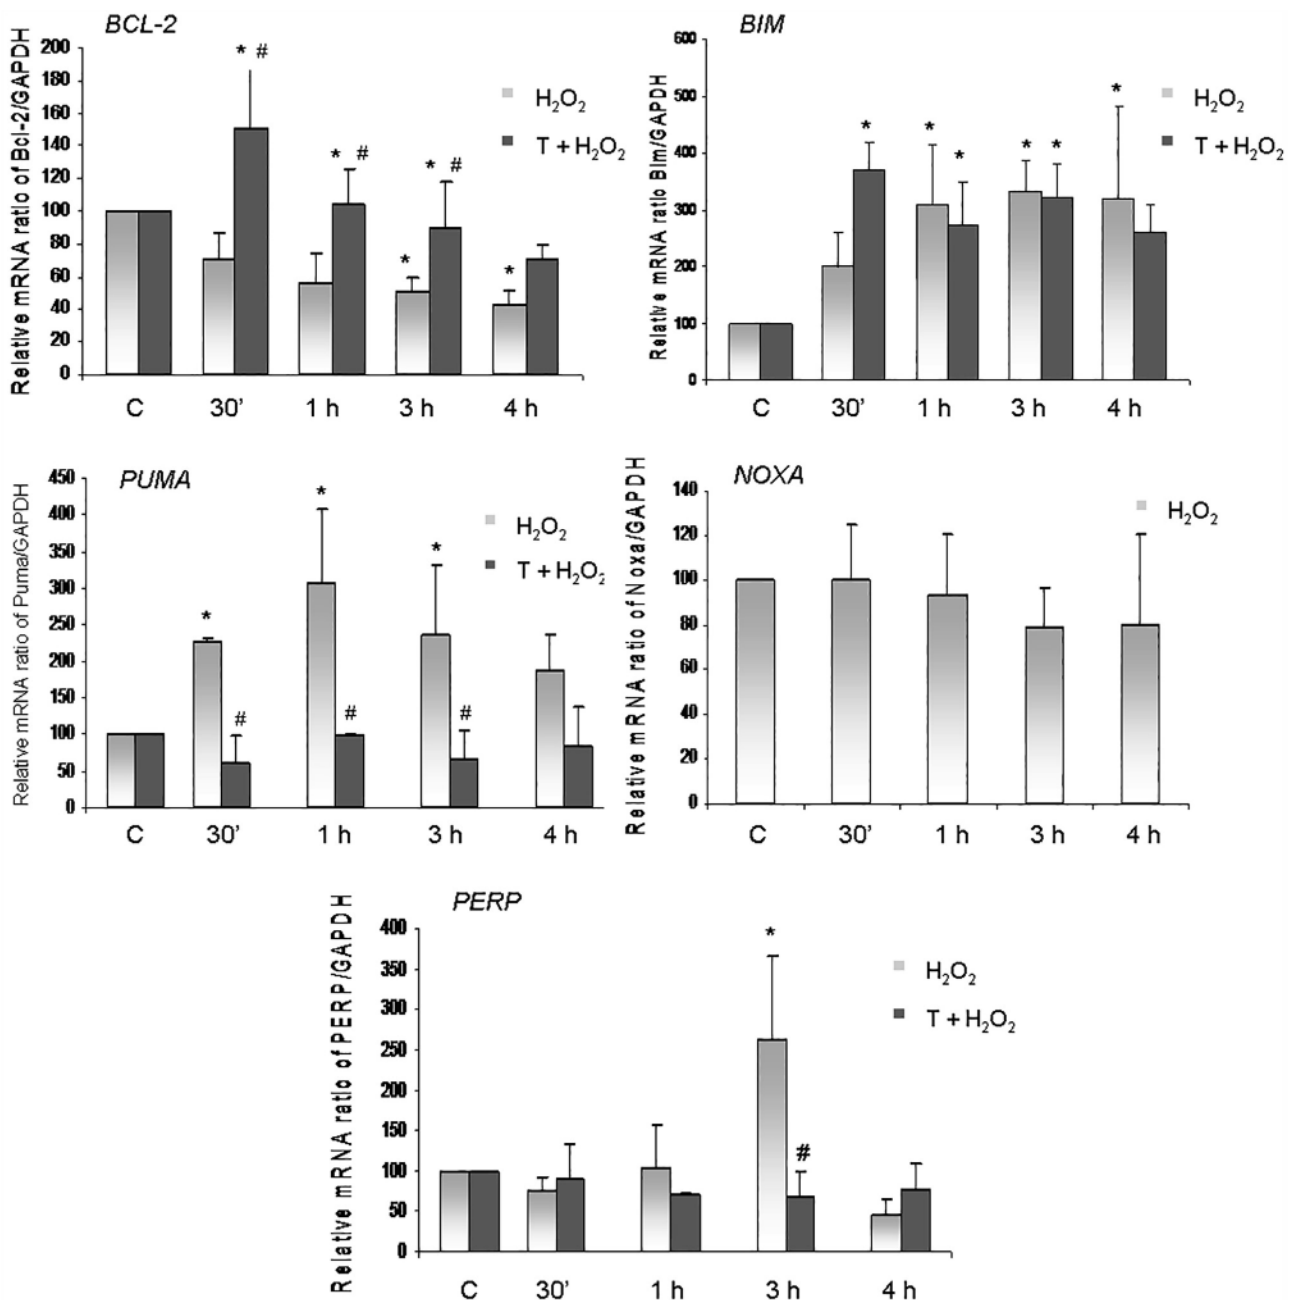 BCL-2
Relative mRNA ratio of Bcl-2/GAPDH
200
180
160
140
120
100
80
60
40
20
0
* #
* #
* #
*
*
H₂O₂
T + H₂O₂
C 30' 1 h 3 h 4 h
BIM
Relative mRNA ratio Bim/GAPDH
600
500
400
300
200
100
0
*
*
*
* *
*
H₂O₂
T + H₂O₂
C 30' 1 h 3 h 4 h
PUMA
Relative mRNA ratio of Puma/GAPDH
450
400
350
300
250
200
150
100
50
0
*
#
*
#
*
#
H₂O₂
T + H₂O₂
C 30' 1 h 3 h 4 h
NOXA
Relative mRNA ratio of Noxa/GAPDH
140
120
100
80
60
40
20
0
H₂O₂
C 30' 1 h 3 h 4 h
PERP
Relative mRNA ratio of PERP/GAPDH
400
350
300
250
200
150
100
50
0
*
#
H₂O₂
T + H₂O₂
C 30' 1 h 3 h 4 h